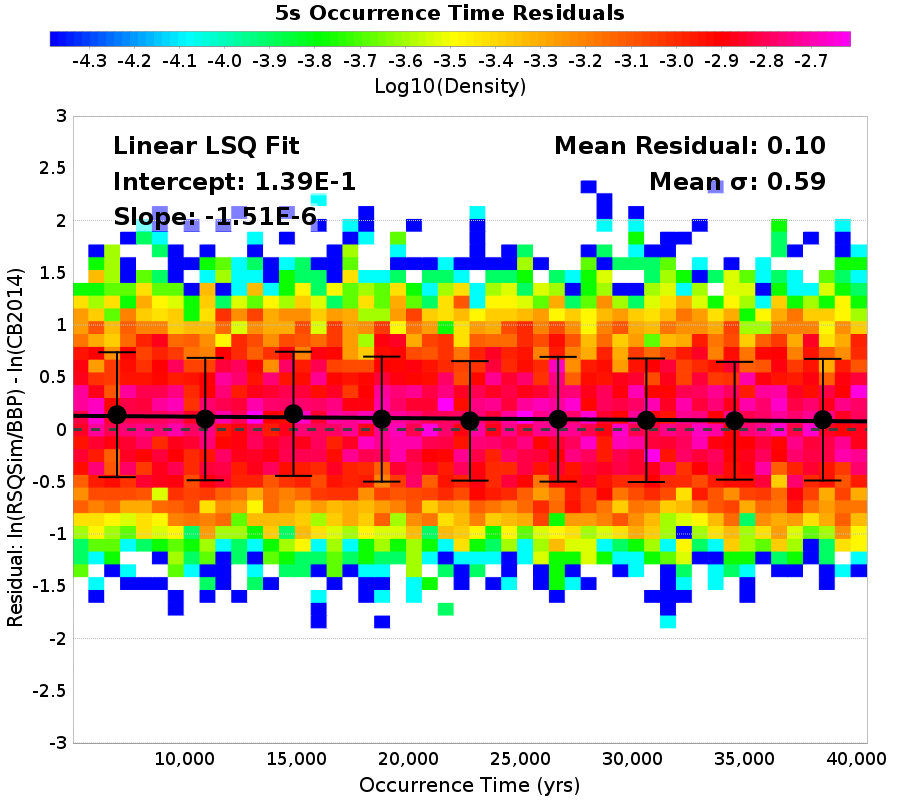 5s Occurrence Time Residuals
-4.3 -4.2 -4.1 -4.0 -3.9 -3.8 -3.7 -3.6 -3.5 -3.4 -3.3 -3.2 -3.1 -3.0 -2.9 -2.8 -2.7
Log10(Density)
Linear LSQ Fit
Intercept: 1.39E-1
Slope: -1.51E-6
Mean Residual: 0.10
Mean σ: 0.59
Residual: ln(RSQSim/BBP) - ln(CB2014)
3
2.5
2
1.5
1
0.5
0
-0.5
-1
-1.5
-2
-2.5
-3
10,000 15,000 20,000 25,000 30,000 35,000 40,000
Occurrence Time (yrs)